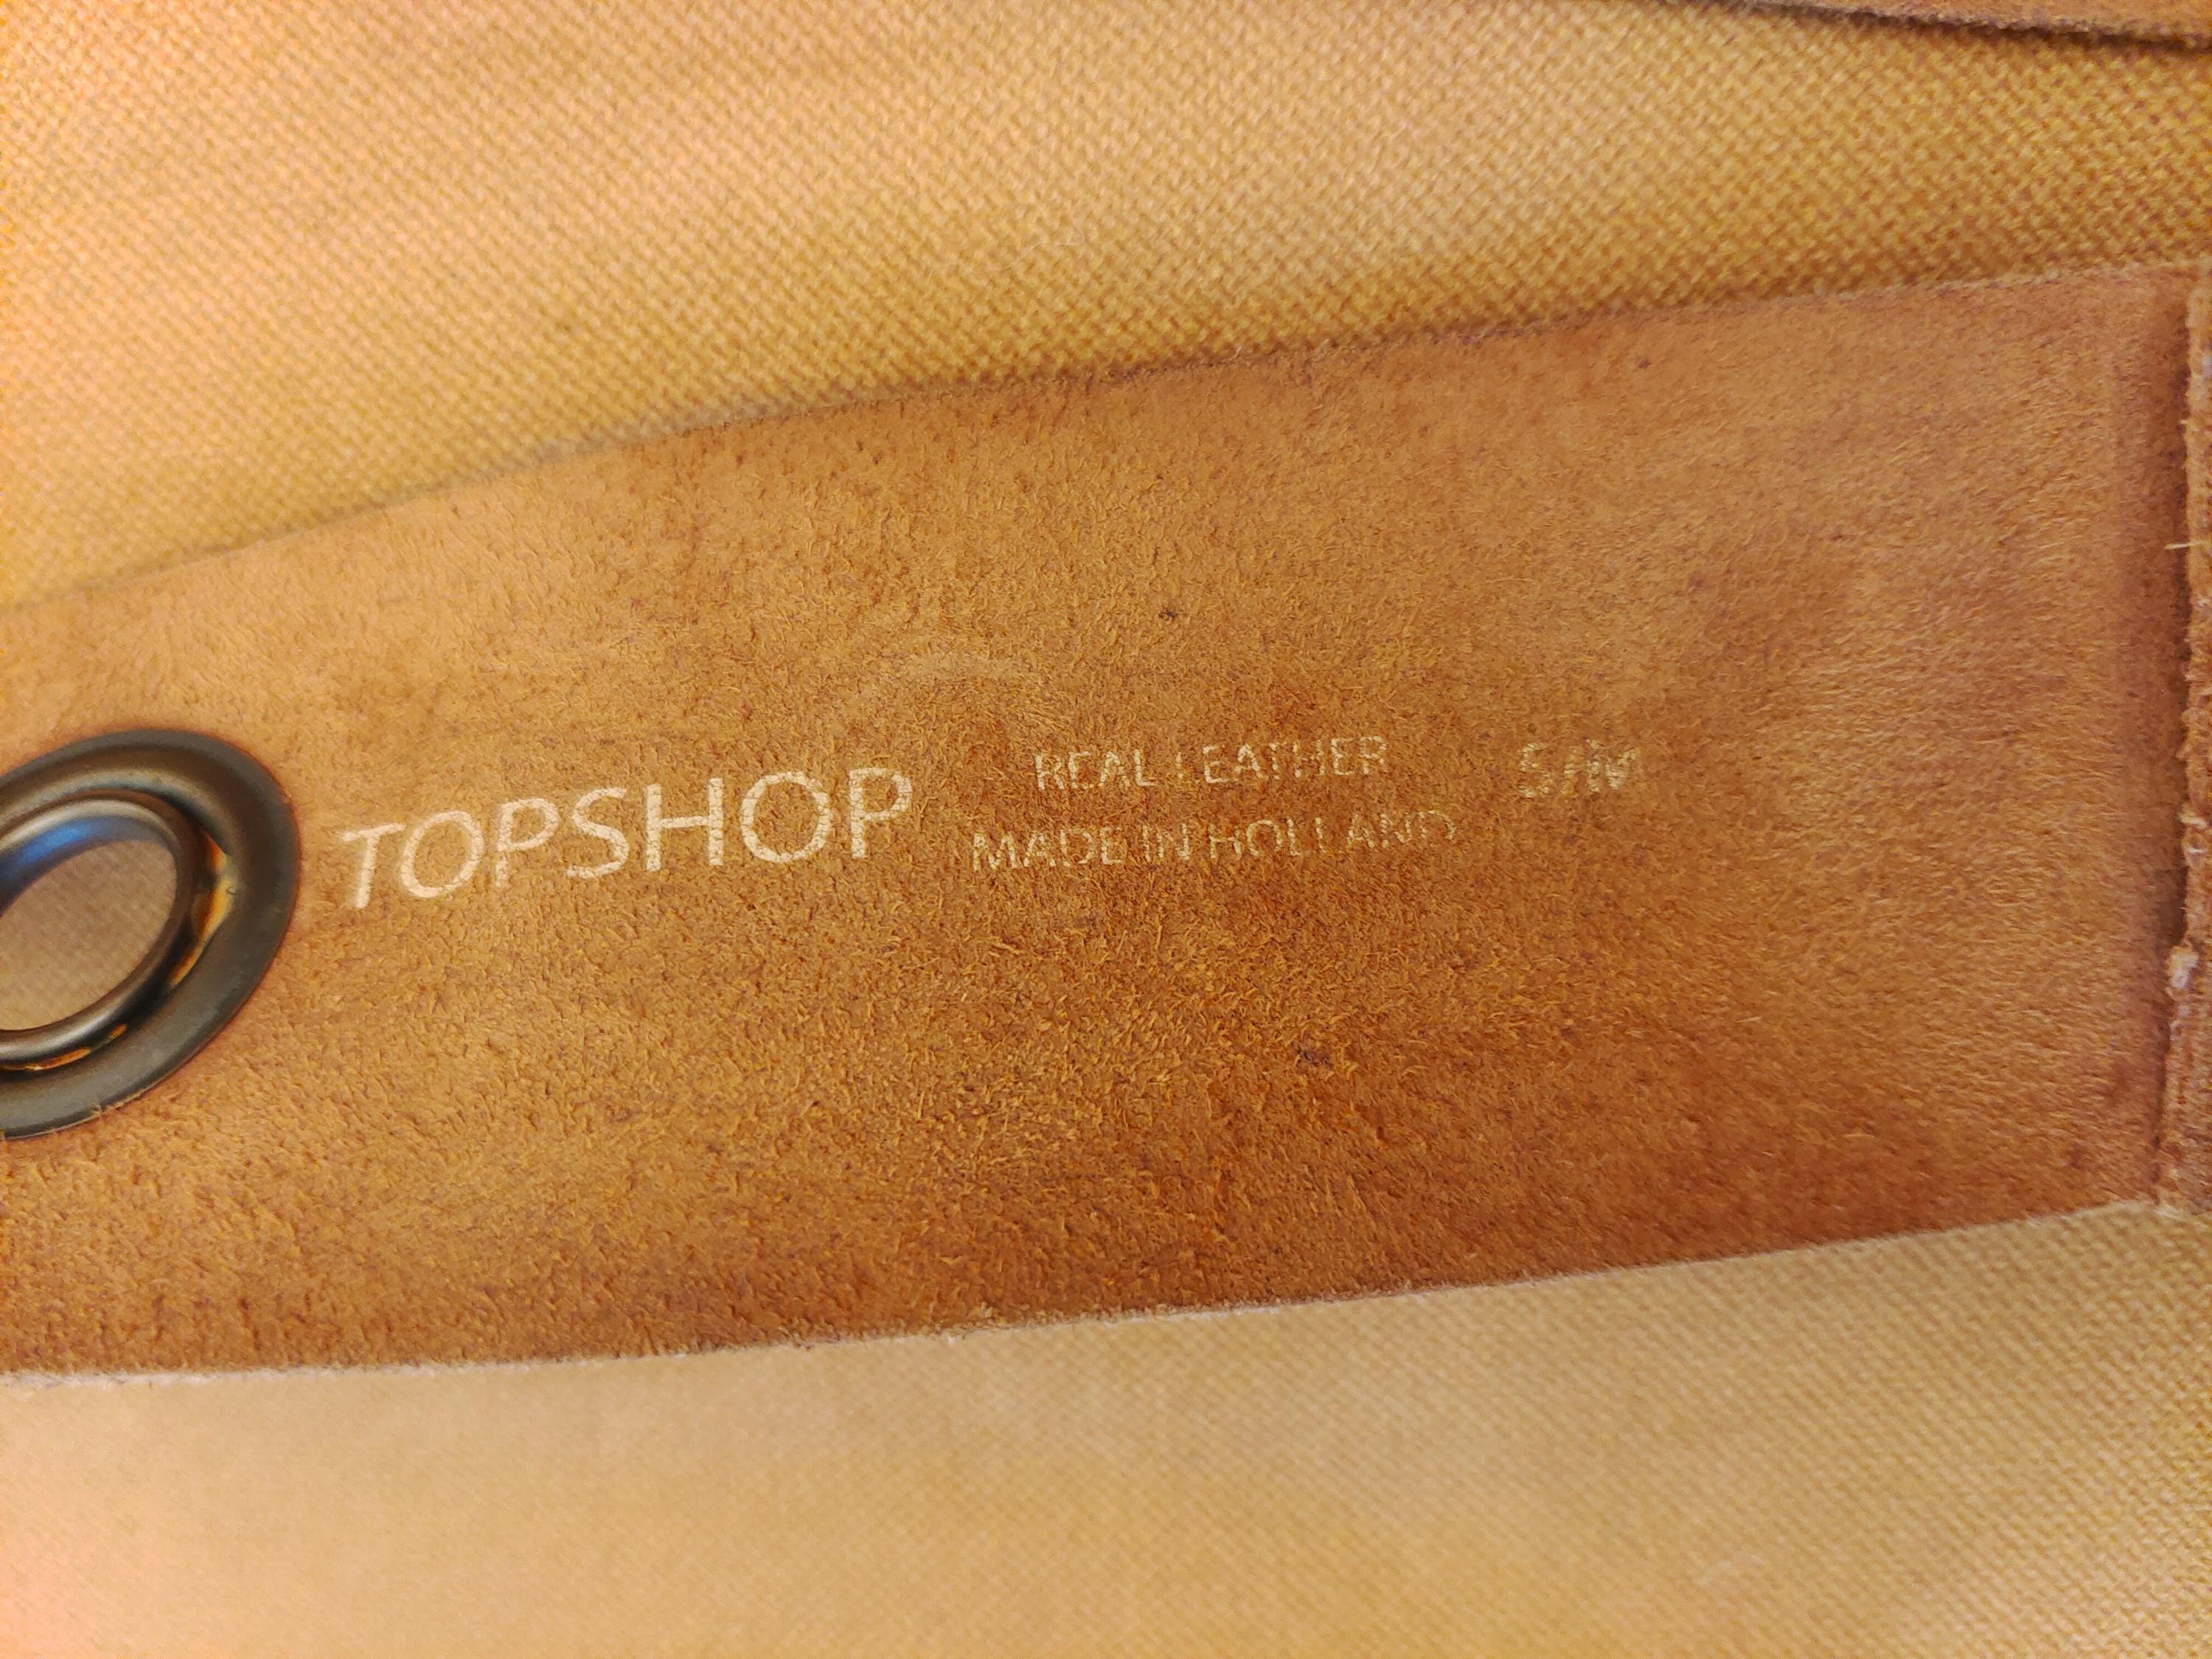 TOPSHOP
REAL LEATHER
MADE IN HOLLAND
S/M